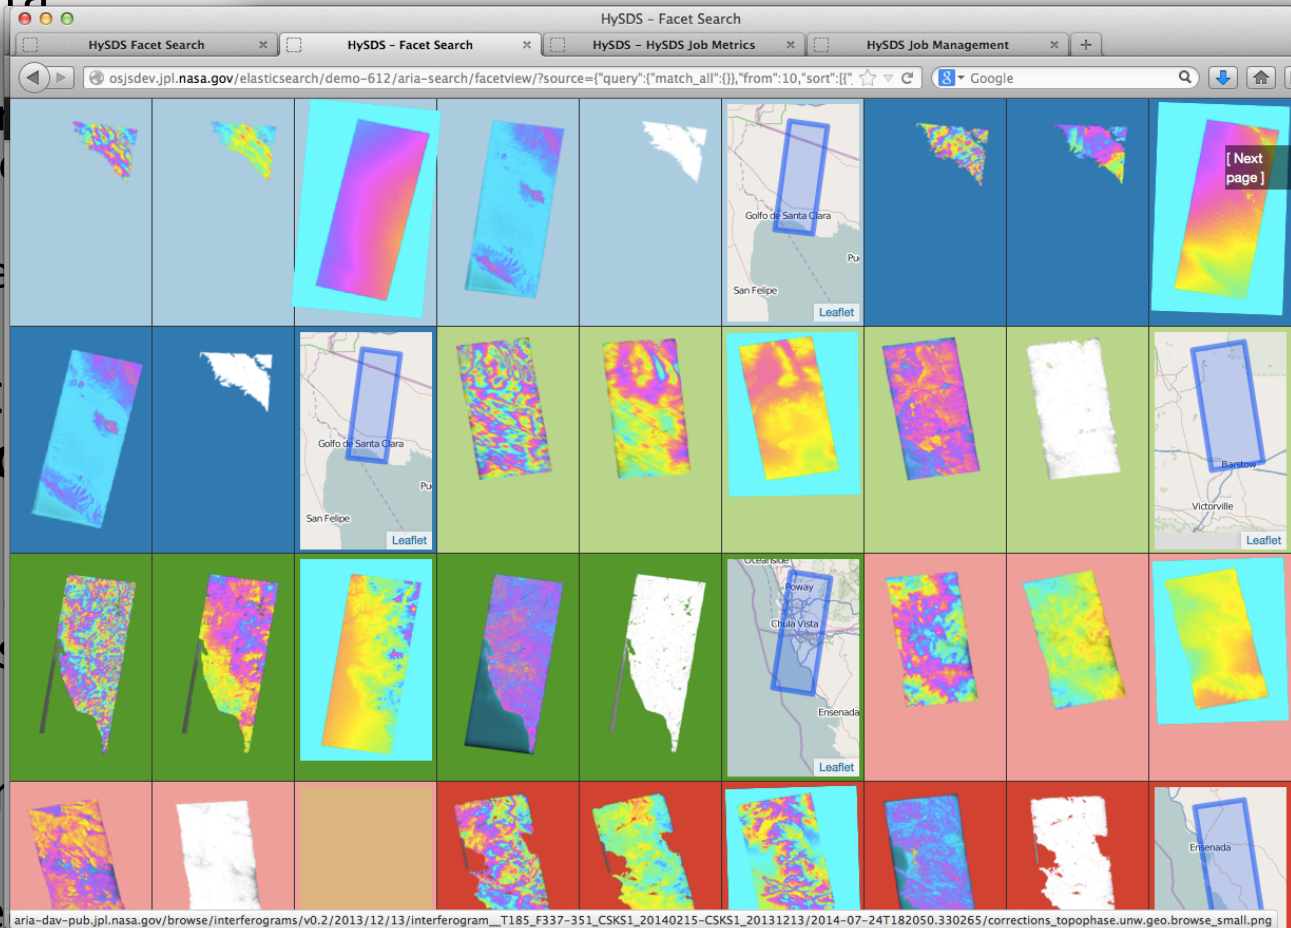 HySDS – Facet Search
HySDS Facet Search
HySDS – Facet Search
HySDS – HySDS Job Metrics
HySDS Job Management
osjsdev.jpl.nasa.gov/elasticsearch/demo-612/aria-search/facetview/?source={"query":{"match_all":{}},"from":10,"sort":[{"
Google
[ Next
page ]
Golfo de Santa Clara
Pu
San Felipe
Leaflet
Golfo de Santa Clara
Pu
San Felipe
Leaflet
Barstow
Victorville
Leaflet
Oceanside
Poway
Chula Vista
Ensenada
Leaflet
Ensenada
aria-dav-pub.jpl.nasa.gov/browse/interferograms/v0.2/2013/12/13/interferogram__T185_F337-351_CSKS1_20140215-CSKS1_20131213/2014-07-24T182050.330265/corrections_topophase.unw.geo.browse_small.png